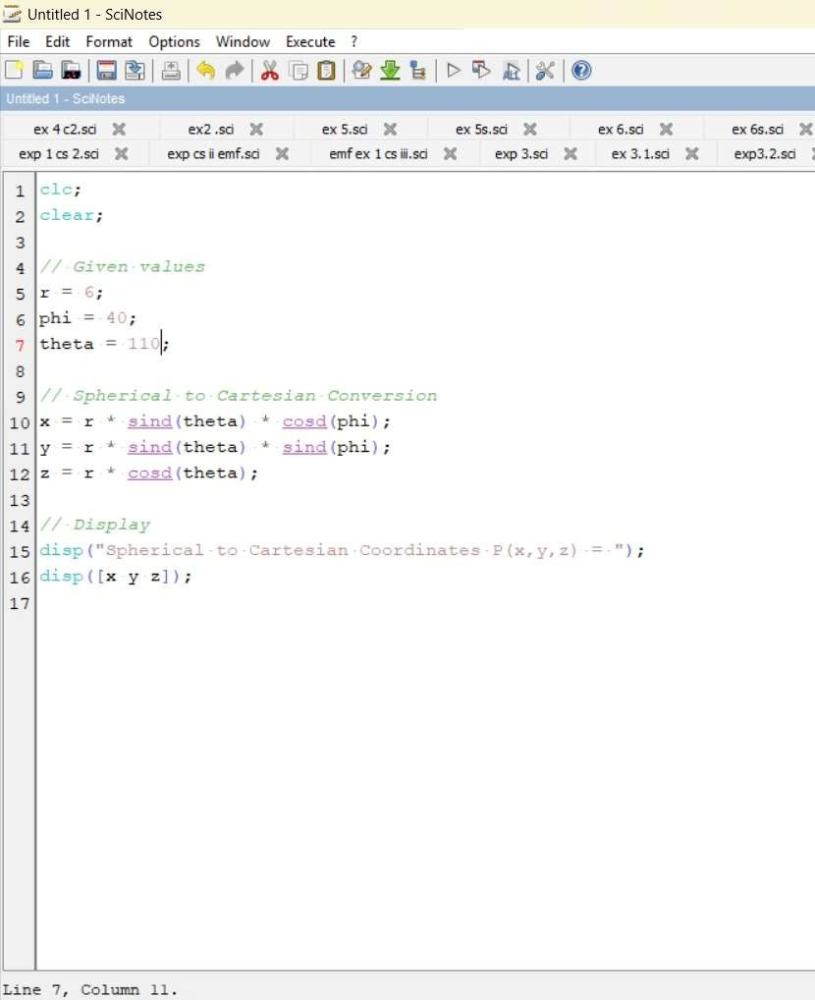 Untitled 1 - SciNotes
File Edit Format Options Window Execute ?
Untitled 1 - SciNotes
ex 4 c2.sci ex2 .sci ex 5.sci ex 5s.sci ex 6.sci ex 6s.sci
exp 1 cs 2.sci exp cs ii emf.sci emf ex 1 cs iii.sci exp 3.sci ex 3.1.sci exp3.2.sci
1 clc;
2 clear;
3
4 // Given values
5 r = 6;
6 phi = 40;
7 theta = 110;
8
9 // Spherical to Cartesian Conversion
10 x = r * sind(theta) * cosd(phi);
11 y = r * sind(theta) * sind(phi);
12 z = r * cosd(theta);
13
14 // Display
15 disp("Spherical to Cartesian Coordinates P(x,y,z) = ");
16 disp([x y z]);
17
Line 7, Column 11.